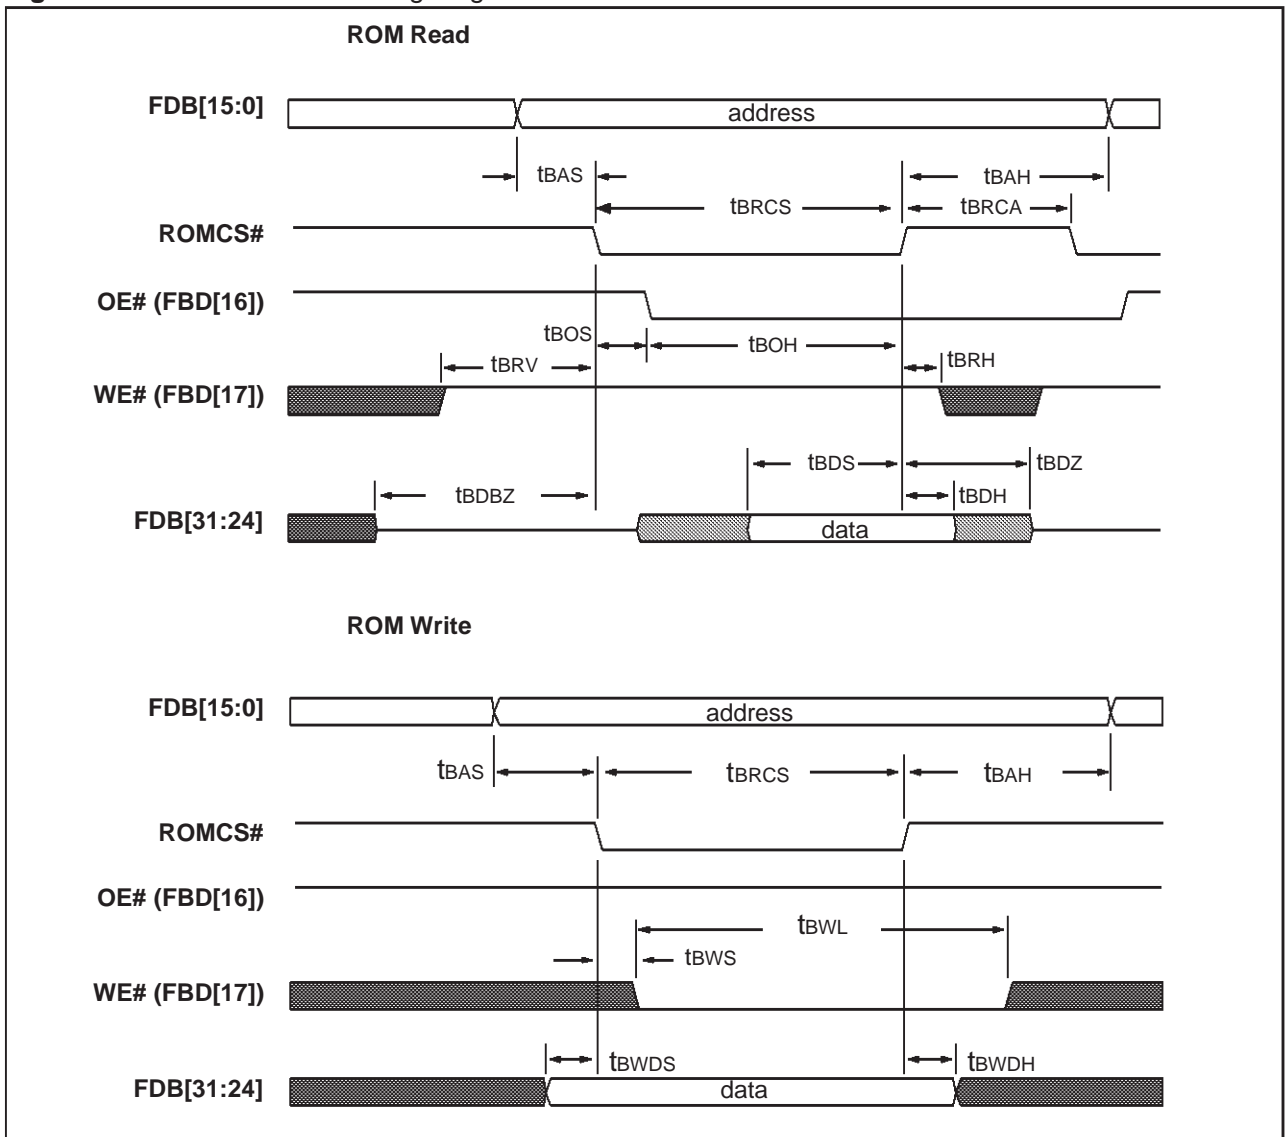 ROM Read
FDB[15:0]
address
tBAS
tBAH
tBRCS
tBRCA
ROMCS#
OE# (FBD[16])
tBOS
tBOH
tBRV
tBRH
WE# (FBD[17])
tBDS
tBDZ
tBDBZ
tBDH
FDB[31:24]
data
ROM Write
FDB[15:0]
address
tBAS
tBRCS
tBAH
ROMCS#
OE# (FBD[16])
tBWL
tBWS
WE# (FBD[17])
tBWDS
tBWDH
FDB[31:24]
data